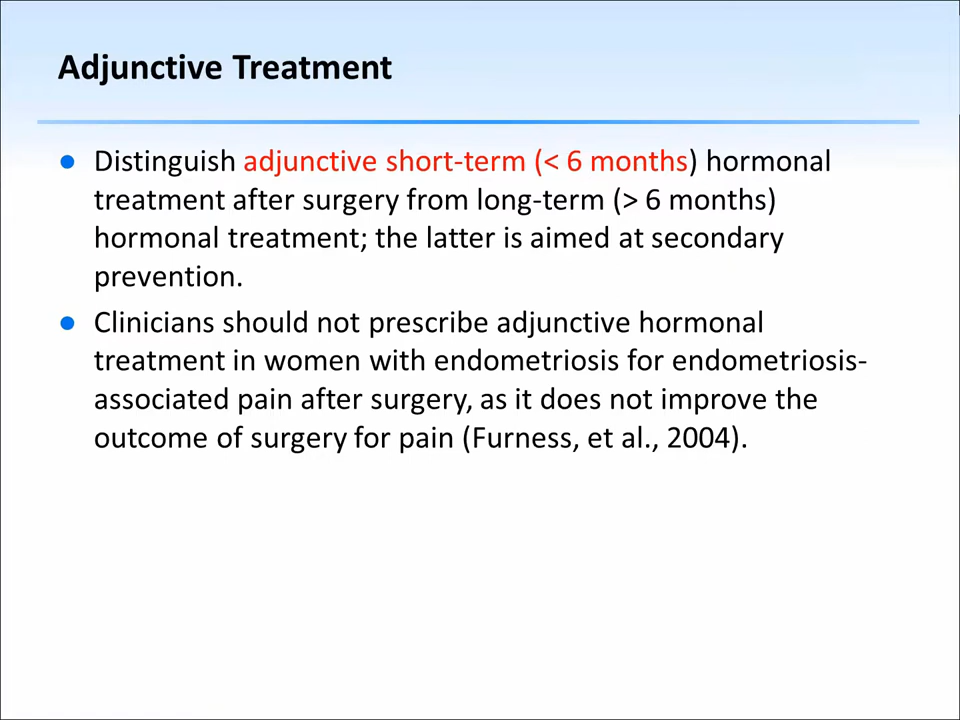 Adjunctive Treatment
● Distinguish adjunctive short-term (< 6 months) hormonal
treatment after surgery from long-term (> 6 months)
hormonal treatment; the latter is aimed at secondary
prevention.
● Clinicians should not prescribe adjunctive hormonal
treatment in women with endometriosis for endometriosis-
associated pain after surgery, as it does not improve the
outcome of surgery for pain (Furness, et al., 2004).